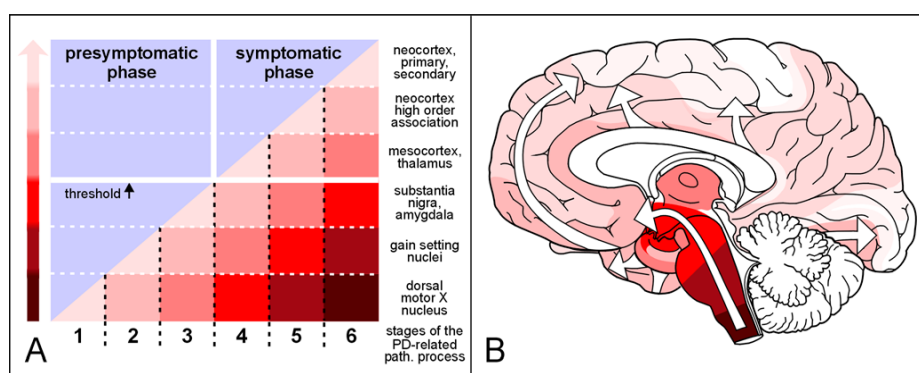 presymptomatic
phase
symptomatic
phase
neocortex,
primary,
secondary
neocortex
high order
association
mesocortex,
thalamus
threshold
substantia
nigra,
amygdala
gain setting
nuclei
dorsal
motor X
nucleus
1 2 3 4 5 6
stages of the
PD-related
path. process
A
B